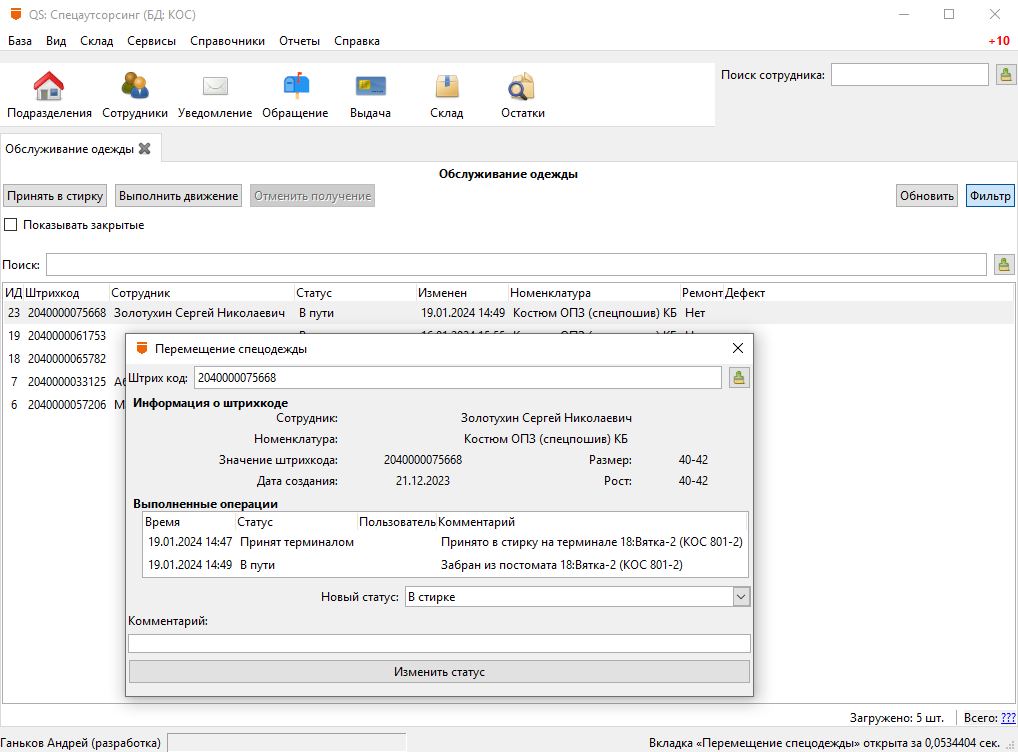 QS: Спецаутсорсинг (БД: КОС)
База Вид Склад Сервисы Справочники Отчеты Справка +10
Поиск сотрудника:
Подразделения Сотрудники Уведомление Обращение Выдача Склад Остатки
Обслуживание одежды
Обслуживание одежды
Принять в стирку Выполнить движение Отменить получение Обновить Фильтр
Показывать закрытые
Поиск:
ИД Штрихкод Сотрудник Статус Изменен Номенклатура Ремонт Дефект
23 2040000075668 Золотухин Сергей Николаевич В пути 19.01.2024 14:49 Костюм ОПЗ (спецпошив) КБ Нет
19 2040000061753
18 2040000065782
7 2040000033125
6 2040000057206
Перемещение спецодежды
Штрих код: 2040000075668
Информация о штрихкоде
Сотрудник: Золотухин Сергей Николаевич
Номенклатура: Костюм ОПЗ (спецпошив) КБ
Значение штрихкода: 2040000075668 Размер: 40-42
Дата создания: 21.12.2023 Рост: 40-42
Выполненные операции
Время Статус Пользователь Комментарий
19.01.2024 14:47 Принят терминалом Принято в стирку на терминале 18:Вятка-2 (КОС 801-2)
19.01.2024 14:49 В пути Забран из постомата 18:Вятка-2 (КОС 801-2)
Новый статус: В стирке
Комментарий:
Изменить статус
Загружено: 5 шт. Всего: ???
Ганьков Андрей (разработка) Вкладка «Перемещение спецодежды» открыта за 0,0534404 сек.